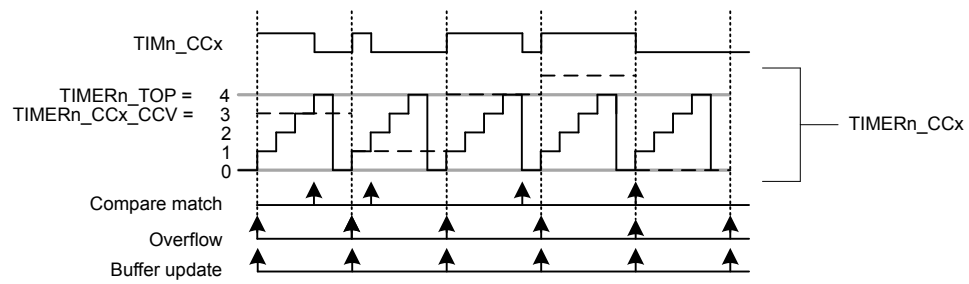 TIMn_CCx
TIMERn_TOP = 4
TIMERn_CCx_CCV = 3
2
1
0
TIMERn_CCx
Compare match
Overflow
Buffer update